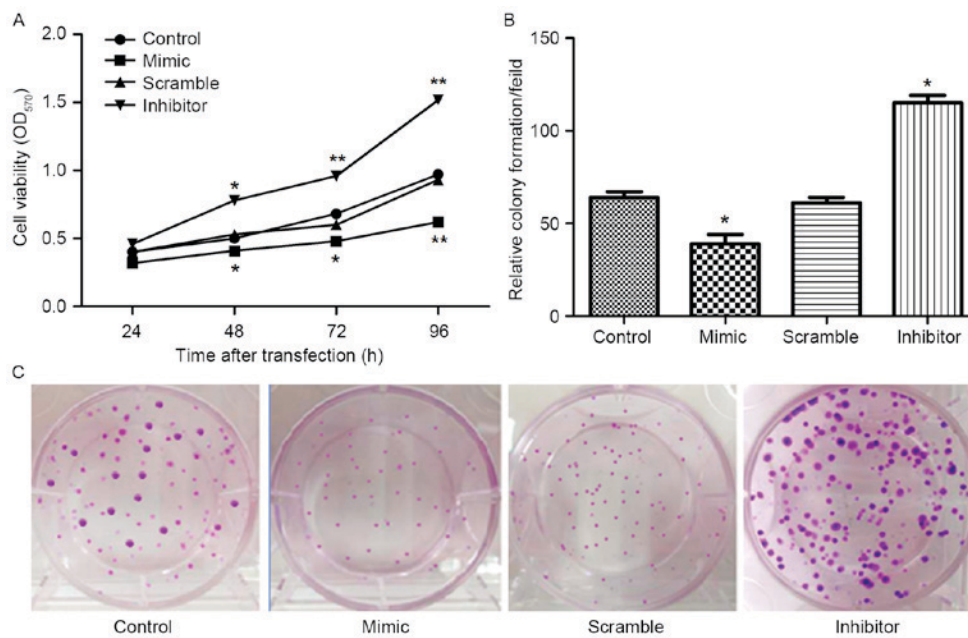 A
Cell viability (OD570)
2.0
1.5
1.0
0.5
0.0
Control
Mimic
Scramble
Inhibitor
**
*
**
*
*
**
24 48 72 96
Time after transfection (h)
B
Relative colony formation/feild
150
100
50
0
*
*
Control Mimic Scramble Inhibitor
C
Control Mimic Scramble Inhibitor